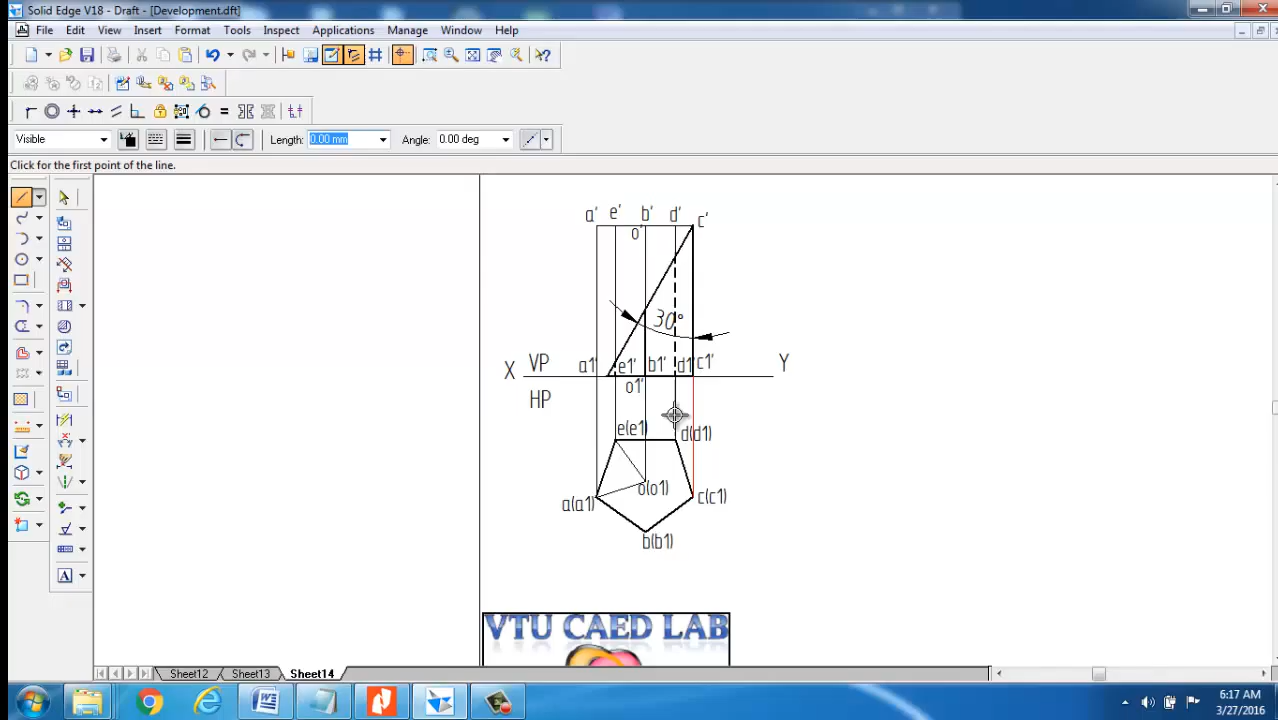 Solid Edge V18 - Draft - [Development.dft]
File Edit View Insert Format Tools Inspect Applications Manage Window Help
Visible Length: 0.00 mm Angle: 0.00 deg
Click for the first point of the line.
a' e' b' d' c'
o'
30°
X VP a1' e1' b1' d1' c1' Y
o1'
HP
e(e1) d(d1)
o(o1)
a(a1) c(c1)
b(b1)
VTU CAED LAB
A
Sheet12 Sheet13 Sheet14
6:17 AM
3/27/2016